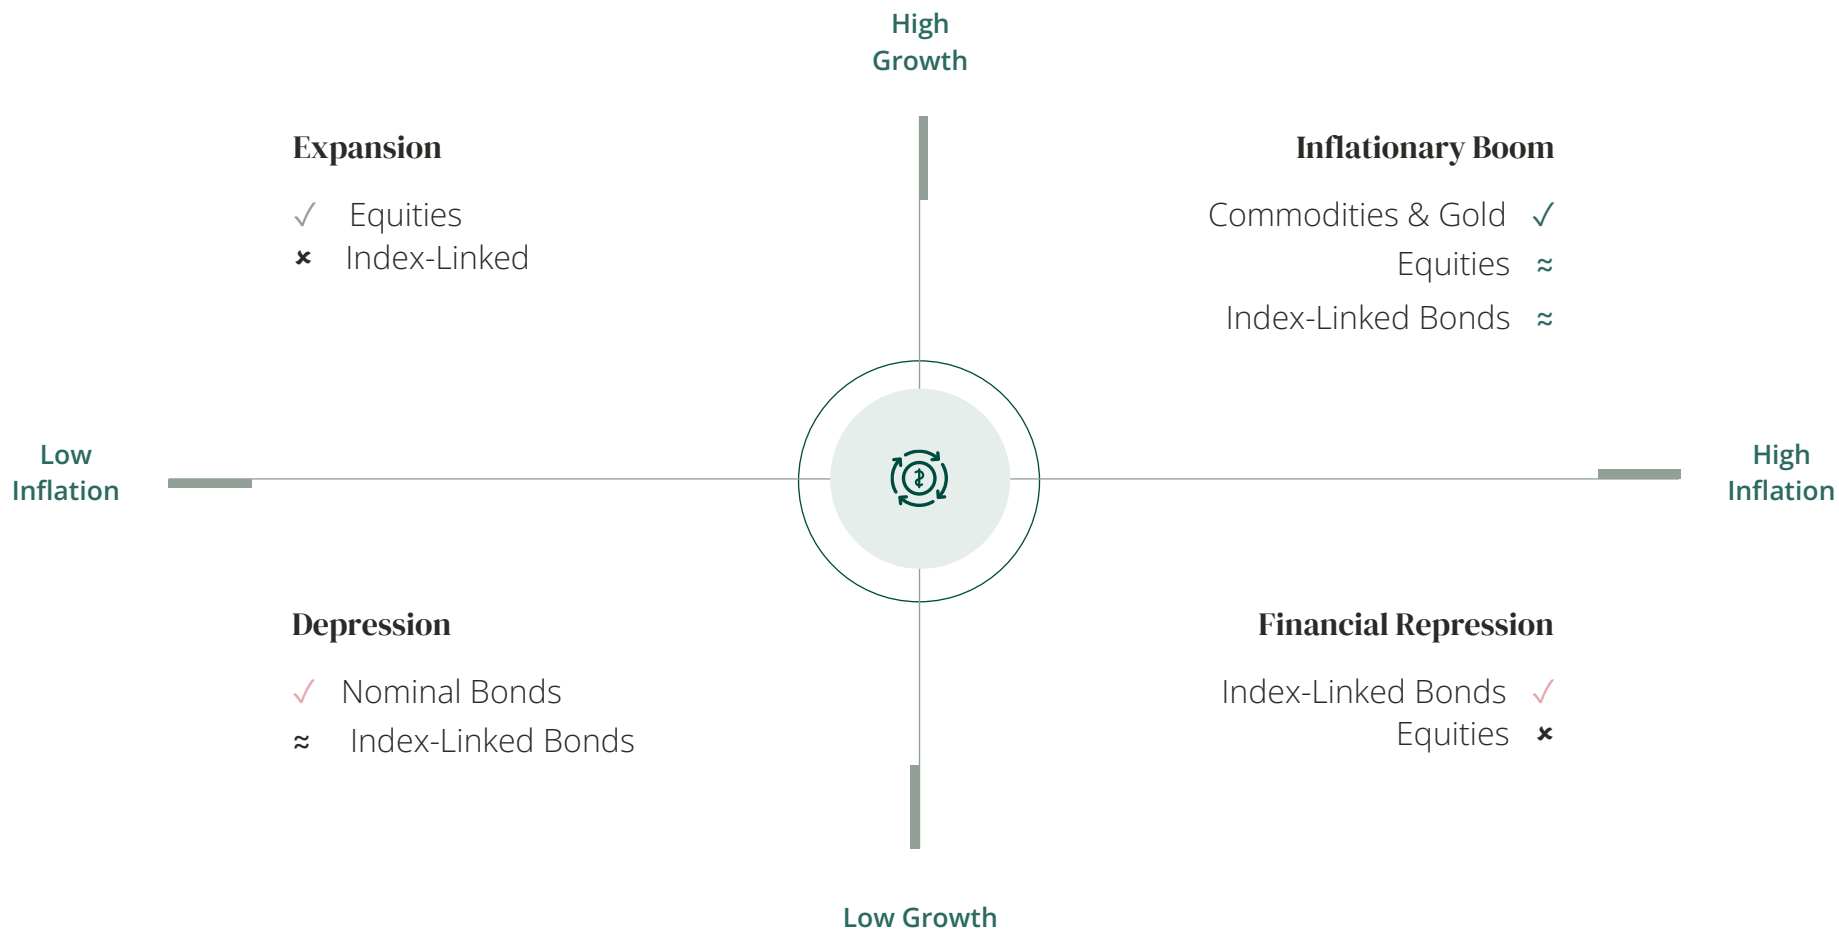 High
Growth
Expansion
✓ Equities
✘ Index-Linked
Inflationary Boom
Commodities & Gold ✓
Equities ≈
Index-Linked Bonds ≈
Low
Inflation
$
High
Inflation
Depression
✓ Nominal Bonds
≈ Index-Linked Bonds
Financial Repression
Index-Linked Bonds ✓
Equities ✘
Low Growth